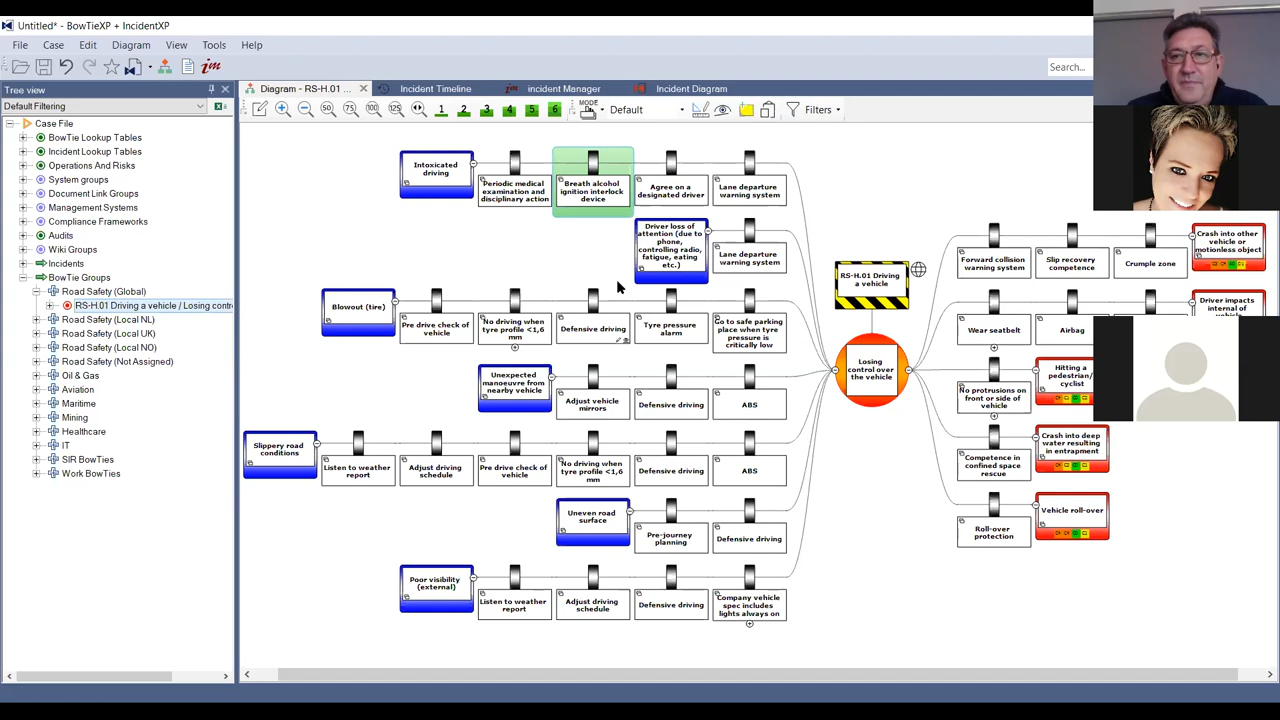 Untitled* - BowTieXP + IncidentXP
File Case Edit Diagram View Tools Help
im
Search...
Tree view
Default Filtering
Case File
BowTie Lookup Tables
Incident Lookup Tables
Operations And Risks
System groups
Document Link Groups
Management Systems
Compliance Frameworks
Audits
Wiki Groups
Incidents
BowTie Groups
Road Safety (Global)
RS-H.01 Driving a vehicle / Losing contr
Road Safety (Local NL)
Road Safety (Local UK)
Road Safety (Local NO)
Road Safety (Not Assigned)
Oil & Gas
Aviation
Maritime
Mining
Healthcare
IT
SIR BowTies
Work BowTies
Diagram - RS-H.01 ...
Incident Timeline
im
incident Manager
Incident Diagram
50% 75% 100% 125%
1 2 3 4 5 6
MODE
Default
Filters
Intoxicated
driving
Periodic medical
examination and
disciplinary action
Breath alcohol
ignition interlock
device
Agree on a
designated driver
Lane departure
warning system
Driver loss of
attention (due to
phone,
controlling radio,
fatigue, eating
etc.)
Lane departure
warning system
Blowout (tire)
Pre drive check of
vehicle
No driving when
tyre profile <1,6
mm
Defensive driving
Tyre pressure
alarm
Go to safe parking
place when tyre
pressure is
critically low
Unexpected
manoeuvre from
nearby vehicle
Adjust vehicle
mirrors
Defensive driving
ABS
Slippery road
conditions
Listen to weather
report
Adjust driving
schedule
Pre drive check of
vehicle
No driving when
tyre profile <1,6
mm
Defensive driving
ABS
Uneven road
surface
Pre-journey
planning
Defensive driving
Poor visibility
(external)
Listen to weather
report
Adjust driving
schedule
Defensive driving
Company vehicle
spec includes
lights always on
RS-H.01 Driving
a vehicle
Losing
control over
the vehicle
Forward collision
warning system
Slip recovery
competence
Crumple zone
Crash into other
vehicle or
motionless object
Wear seatbelt
Airbag
Driver impacts
internal of
No protrusions on
front or side of
vehicle
Hitting a
pedestrian/
cyclist
Competence in
confined space
rescue
Crash into deep
water resulting
in entrapment
Roll-over
protection
Vehicle roll-over